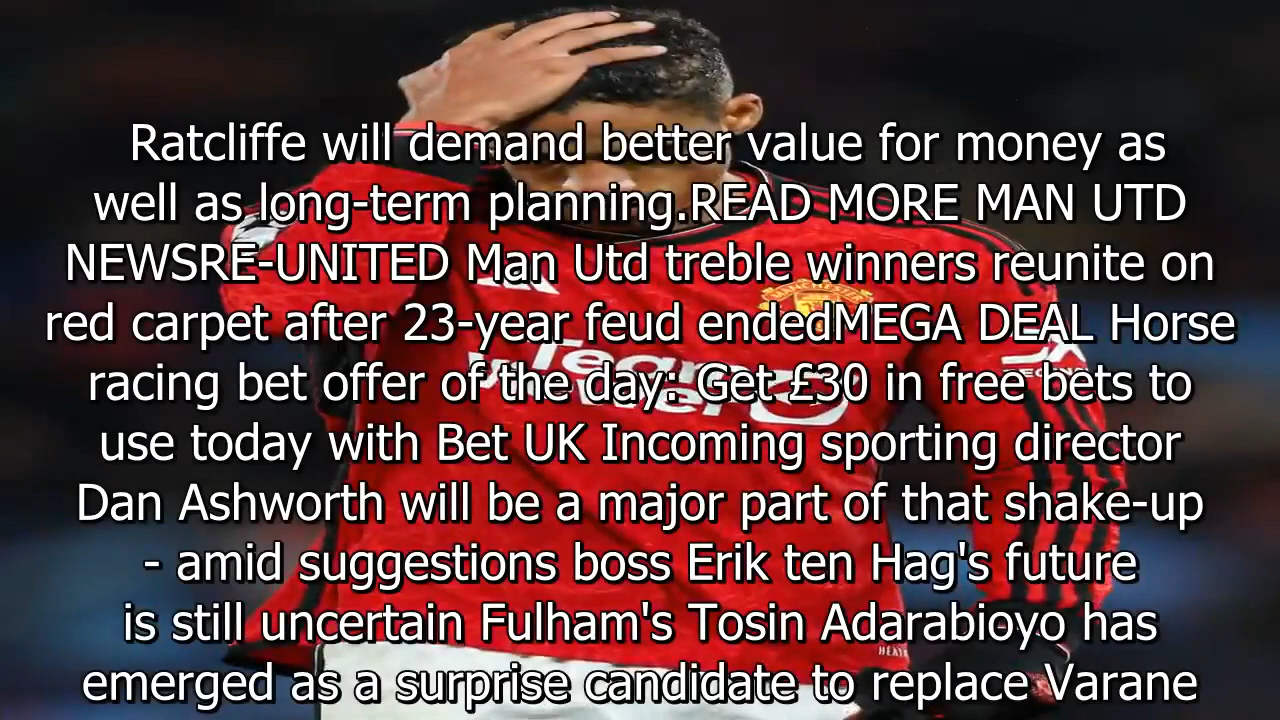 Ratcliffe will demand better value for money as
well as long-term planning.READ MORE MAN UTD
NEWSRE-UNITED Man Utd treble winners reunite on
red carpet after 23-year feud endedMEGA DEAL Horse
racing bet offer of the day: Get £30 in free bets to
use today with Bet UK Incoming sporting director
Dan Ashworth will be a major part of that shake-up
- amid suggestions boss Erik ten Hag's future
is still uncertain Fulham's Tosin Adarabioyo has
emerged as a surprise candidate to replace Varane